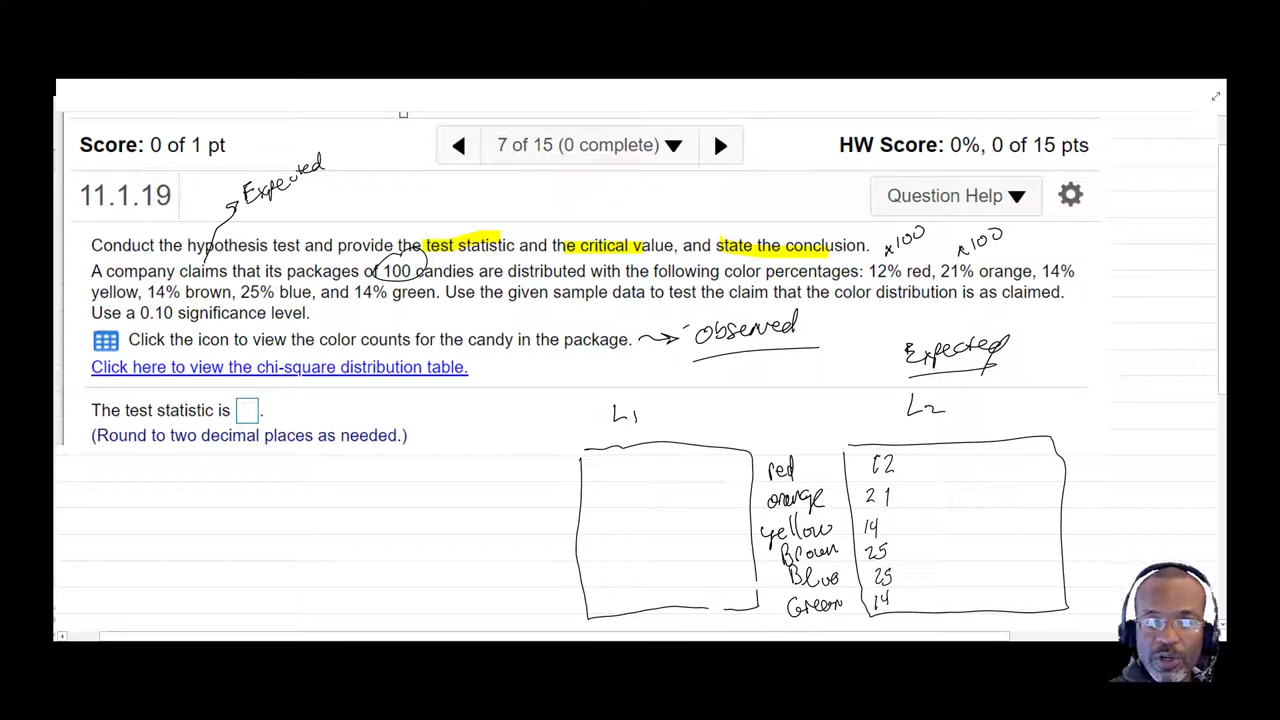 Score: 0 of 1 pt
7 of 15 (0 complete)
HW Score: 0%, 0 of 15 pts
Expected
11.1.19
Question Help
Conduct the hypothesis test and provide the test statistic and the critical value, and state the conclusion.
x100 x100
A company claims that its packages of 100 candies are distributed with the following color percentages: 12% red, 21% orange, 14%
yellow, 14% brown, 25% blue, and 14% green. Use the given sample data to test the claim that the color distribution is as claimed.
Use a 0.10 significance level.
Click the icon to view the color counts for the candy in the package.
Observed
Click here to view the chi-square distribution table.
Expected
The test statistic is
.
(Round to two decimal places as needed.)
L1
L2
red 12
orange 21
yellow 14
Brown 25
Blue 25
Green 14